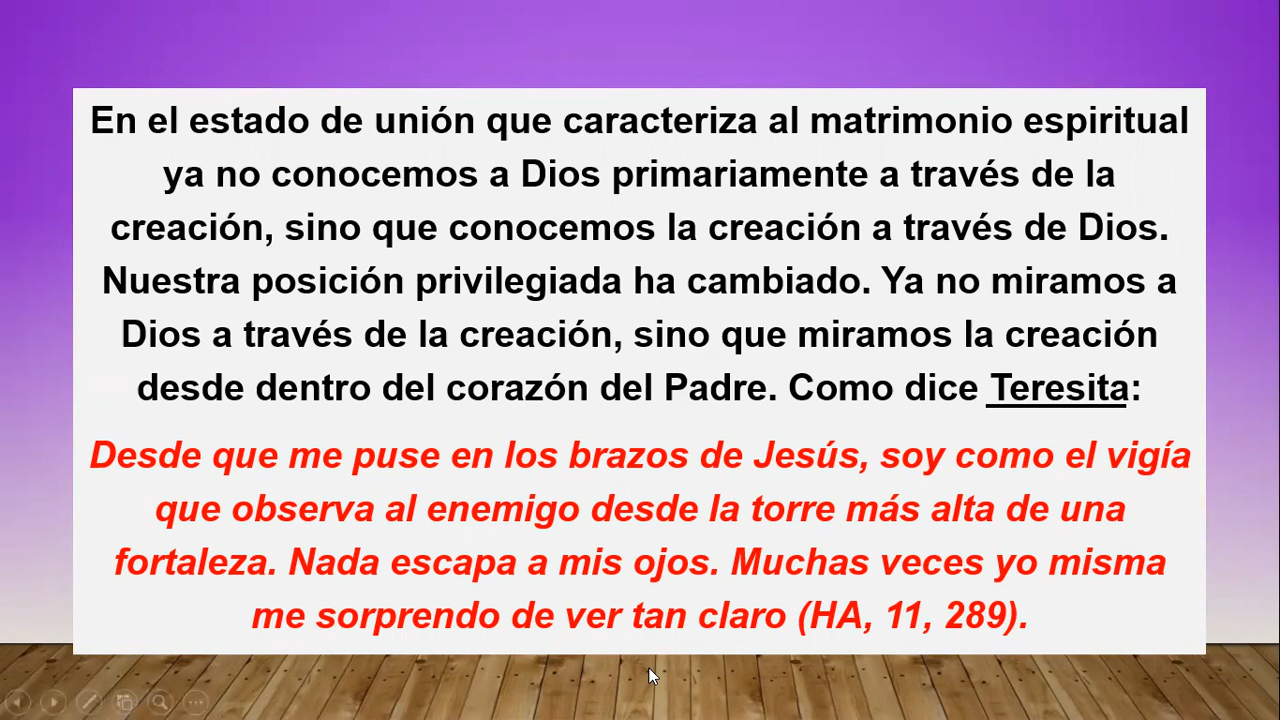 En el estado de unión que caracteriza al matrimonio espiritual
ya no conocemos a Dios primariamente a través de la
creación, sino que conocemos la creación a través de Dios.
Nuestra posición privilegiada ha cambiado. Ya no miramos a
Dios a través de la creación, sino que miramos la creación
desde dentro del corazón del Padre. Como dice Teresita:
Desde que me puse en los brazos de Jesús, soy como el vigía
que observa al enemigo desde la torre más alta de una
fortaleza. Nada escapa a mis ojos. Muchas veces yo misma
me sorprendo de ver tan claro (HA, 11, 289).